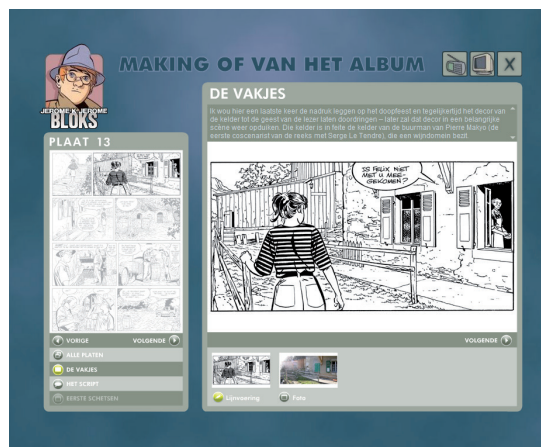 MAKING OF VAN HET ALBUM
JEROME K JEROME
BLOKS
PLAAT 13
VORIGE
VOLGENDE
ALLE PLATEN
DE VAKJES
HET SCRIPT
EERSTE SCHETSEN
DE VAKJES
Ik wou hier een laatste keer de nadruk leggen op het doopfeest en tegelijkertijd het decor van
de kelder tot de geest van de lezer laten doordringen – later zal dat decor in een belangrijke
scène weer opduiken. Die kelder is in feite de kelder van de buurman van Pierre Makyo (de
eerste coscenarist van de reeks met Serge Le Tendre), die een wijndomein bezit.
IS FELIX NIET
MET U MEE-
GEKOMEN?
VOLGENDE
Lijnvoering
Foto